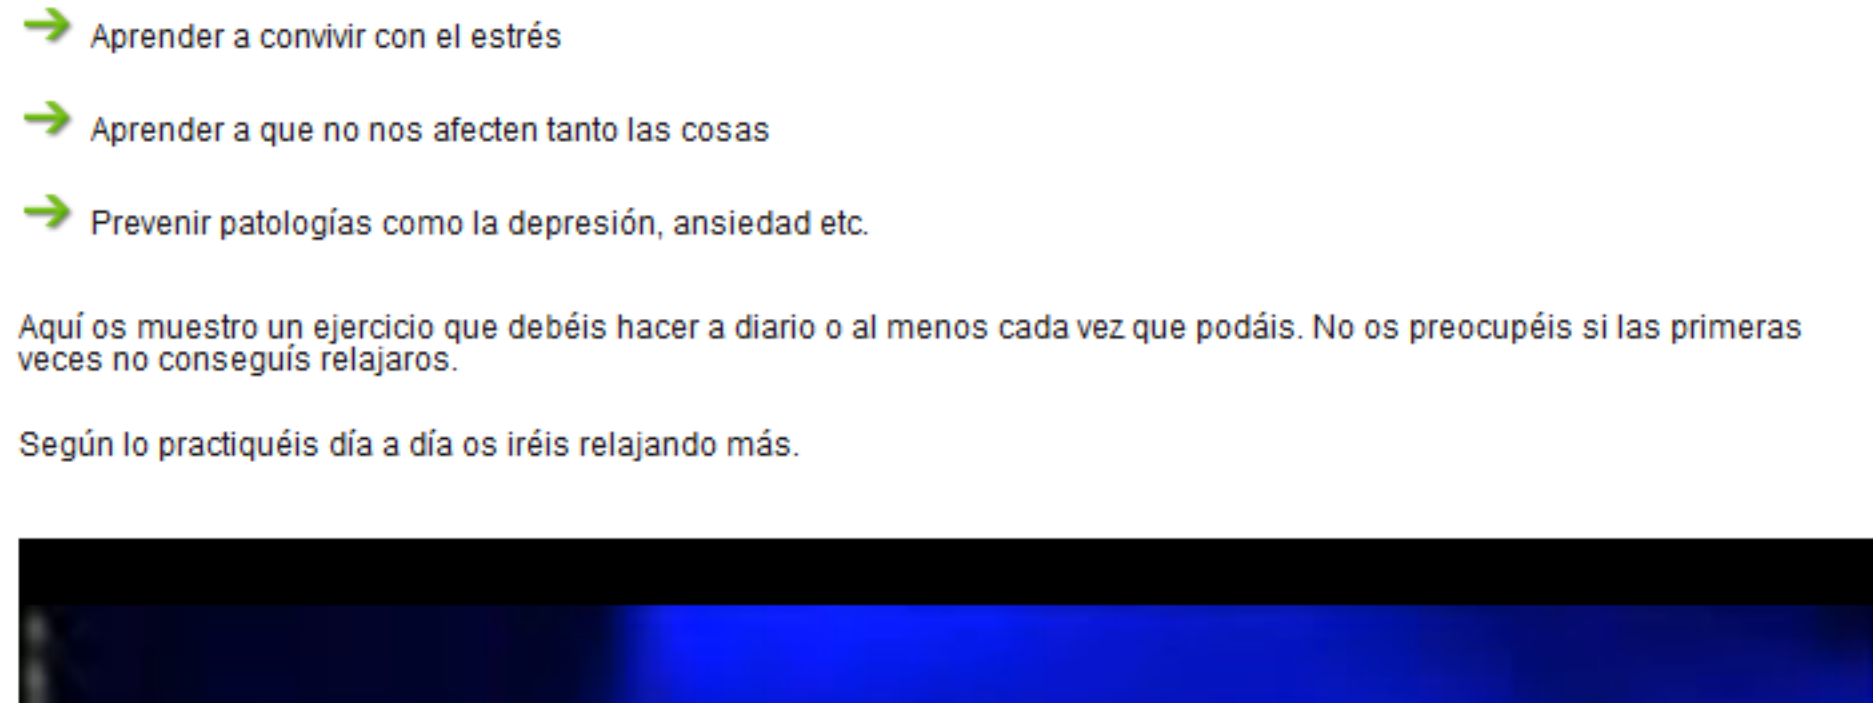 Aprender a convivir con el estrés
Aprender a que no nos afecten tanto las cosas
Prevenir patologías como la depresión, ansiedad etc.
Aquí os muestro un ejercicio que debéis hacer a diario o al menos cada vez que podáis. No os preocupéis si las primeras
veces no conseguís relajaros.
Según lo practiquéis día a día os iréis relajando más.